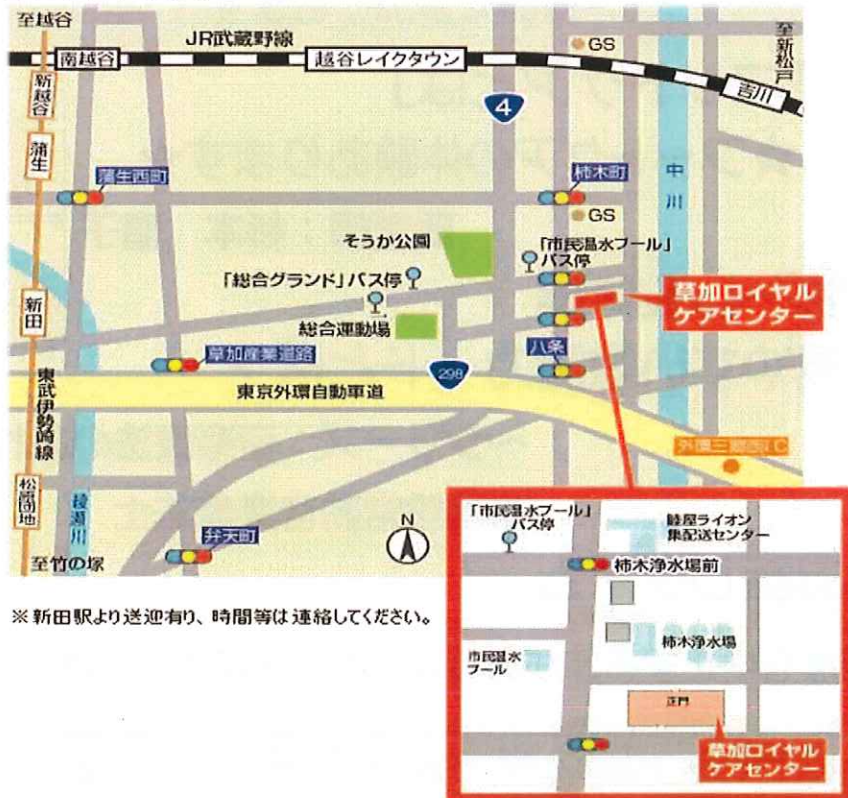 至越谷
JR武蔵野線
GS
至新松戸
南越谷
越谷レイクタウン
吉川
新越谷
4
蒲生
蒲生西町
柿木町
中川
GS
そうか公園
「市民温水プール」
バス停
「総合グランド」バス停
草加ロイヤル
ケアセンター
新田
総合運動場
草加産業道路
298
八条
東京外環自動車道
東武伊勢崎線
外環三郷西IC
松原団地
綾瀬川
弁天町
N
至竹の塚
※新田駅より送迎有り、時間等は連絡してください。
「市民温水プール」
バス停
睦屋ライオン
集配送センター
柿木浄水場前
柿木浄水場
市民温水
プール
正門
草加ロイヤル
ケアセンター